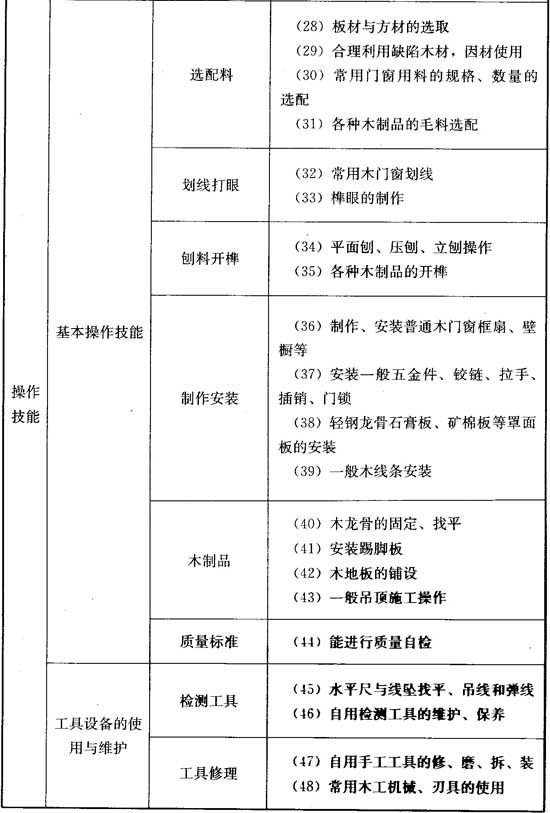 操作
技能
基本操作技能
选配料
(28) 板材与方材的选取
(29) 合理利用缺陷木材，因材使用
(30) 常用门窗用料的规格、数量的
选配
(31) 各种木制品的毛料选配
划线打眼
(32) 常用木门窗划线
(33) 榫眼的制作
刨料开榫
(34) 平面刨、压刨、立刨操作
(35) 各种木制品的开榫
制作安装
(36) 制作、安装普通木门窗框扇、壁
橱等
(37) 安装一般五金件、铰链、拉手、
插销、门锁
(38) 轻钢龙骨石膏板、矿棉板等罩面
板的安装
(39) 一般木线条安装
木制品
(40) 木龙骨的固定、找平
(41) 安装踢脚板
(42) 木地板的铺设
(43) 一般吊顶施工操作
质量标准
(44) 能进行质量自检
工具设备的使
用与维护
检测工具
(45) 水平尺与线坠找平、吊线和弹线
(46) 自用检测工具的维护、保养
工具修理
(47) 自用手工工具的修、磨、拆、装
(48) 常用木工机械、刃具的使用